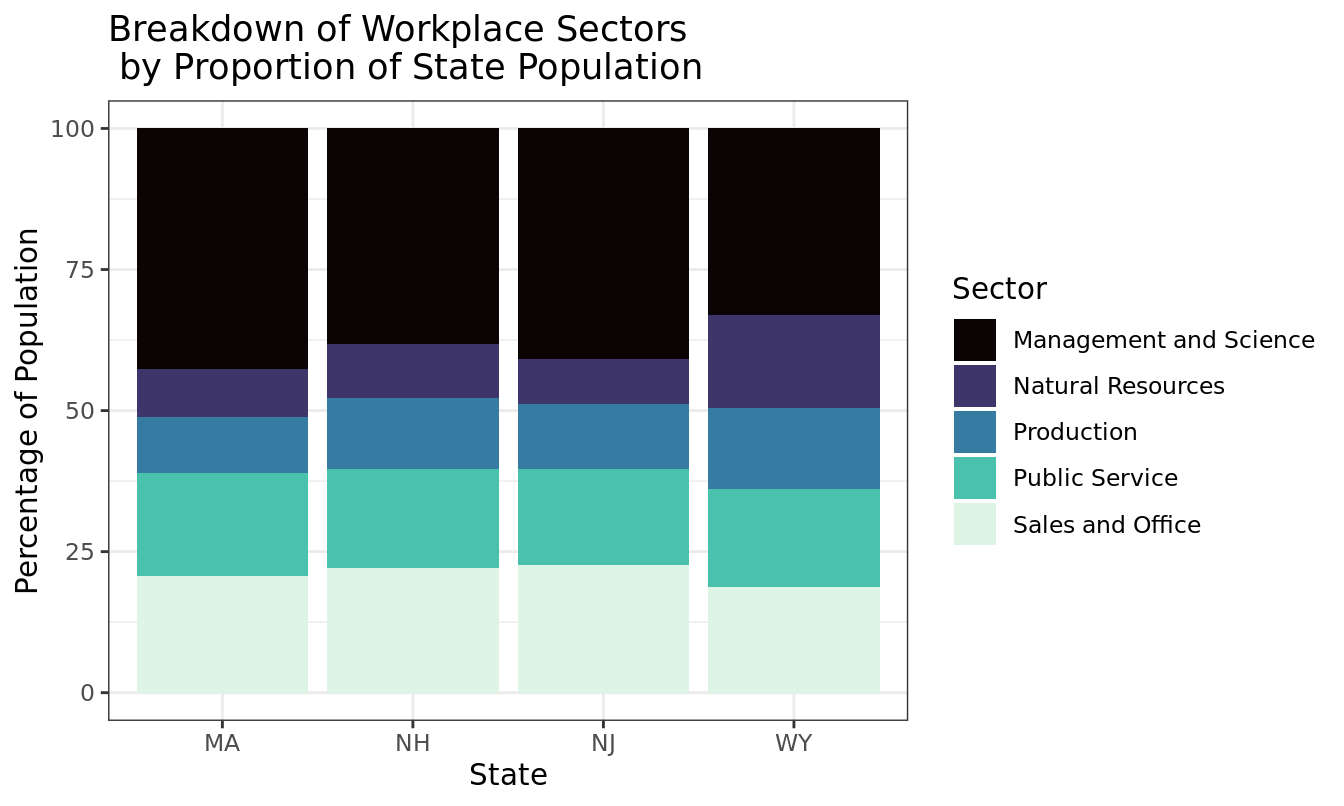 Breakdown of Workplace Sectors
by Proportion of State Population
Percentage of Population
100
75
50
25
0
MA
NH
NJ
WY
State
Sector
Management and Science
Natural Resources
Production
Public Service
Sales and Office